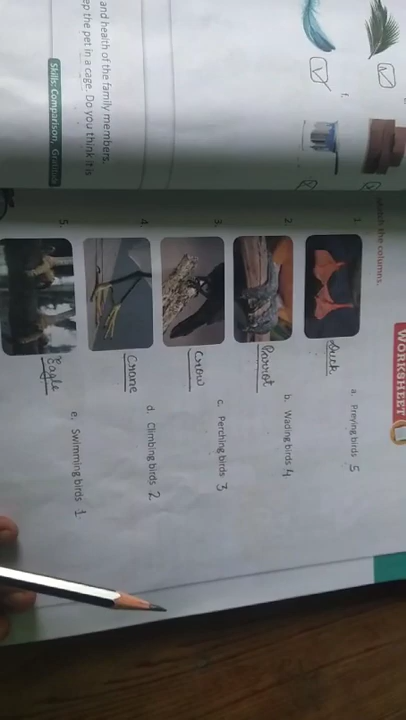 and health of the family members.
ep the pet in a cage. Do you think it is
Skills: Comparison,
f.
WORKSHEET
Match the columns.
1.
Duck
a. Preying birds 5
2.
Parrot
b. Wading birds 4
3.
Crow
c. Perching birds 3
4.
Crane
d. Climbing birds 2
5.
Eagle
e. Swimming birds 1